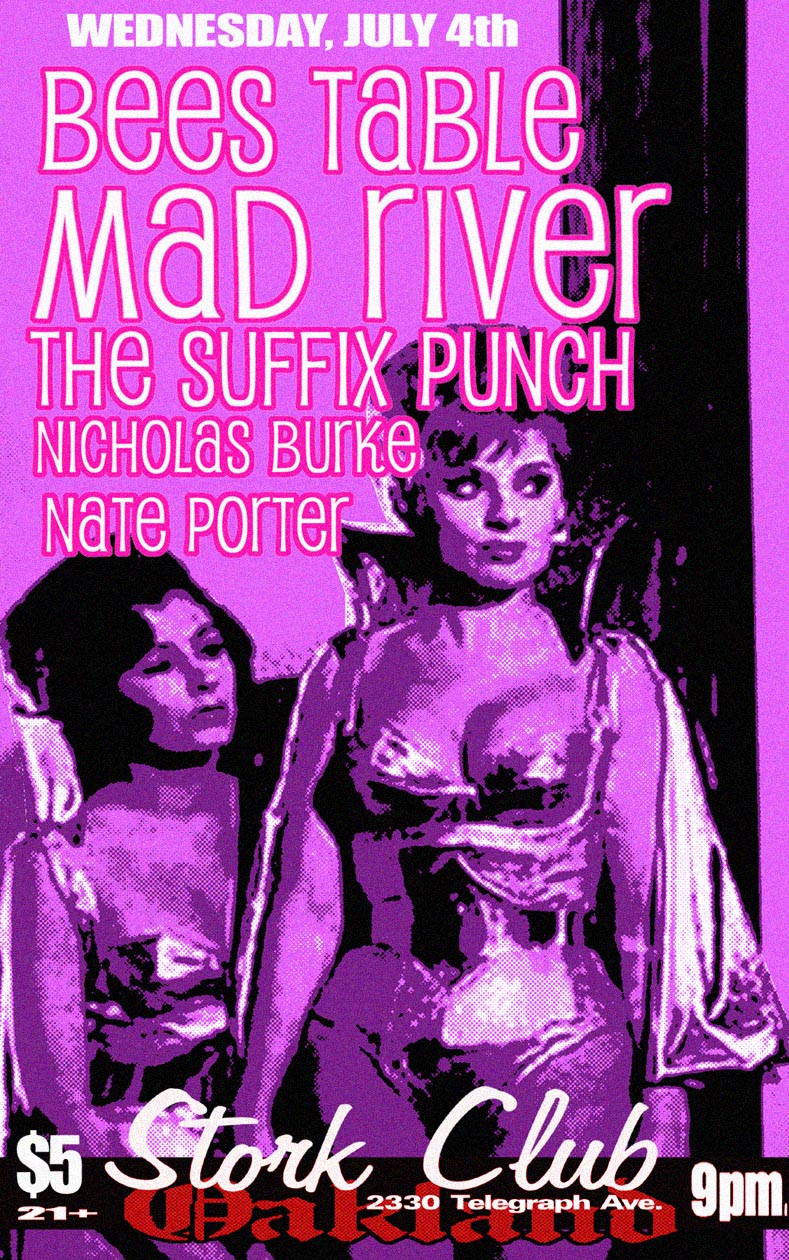 WEDNESDAY, JULY 4th
Bees Table
Mad River
The Suffix Punch
Nicholas Burke
Nate Porter
$5
21+
Stork Club
2330 Telegraph Ave.
Oakland
9pm.